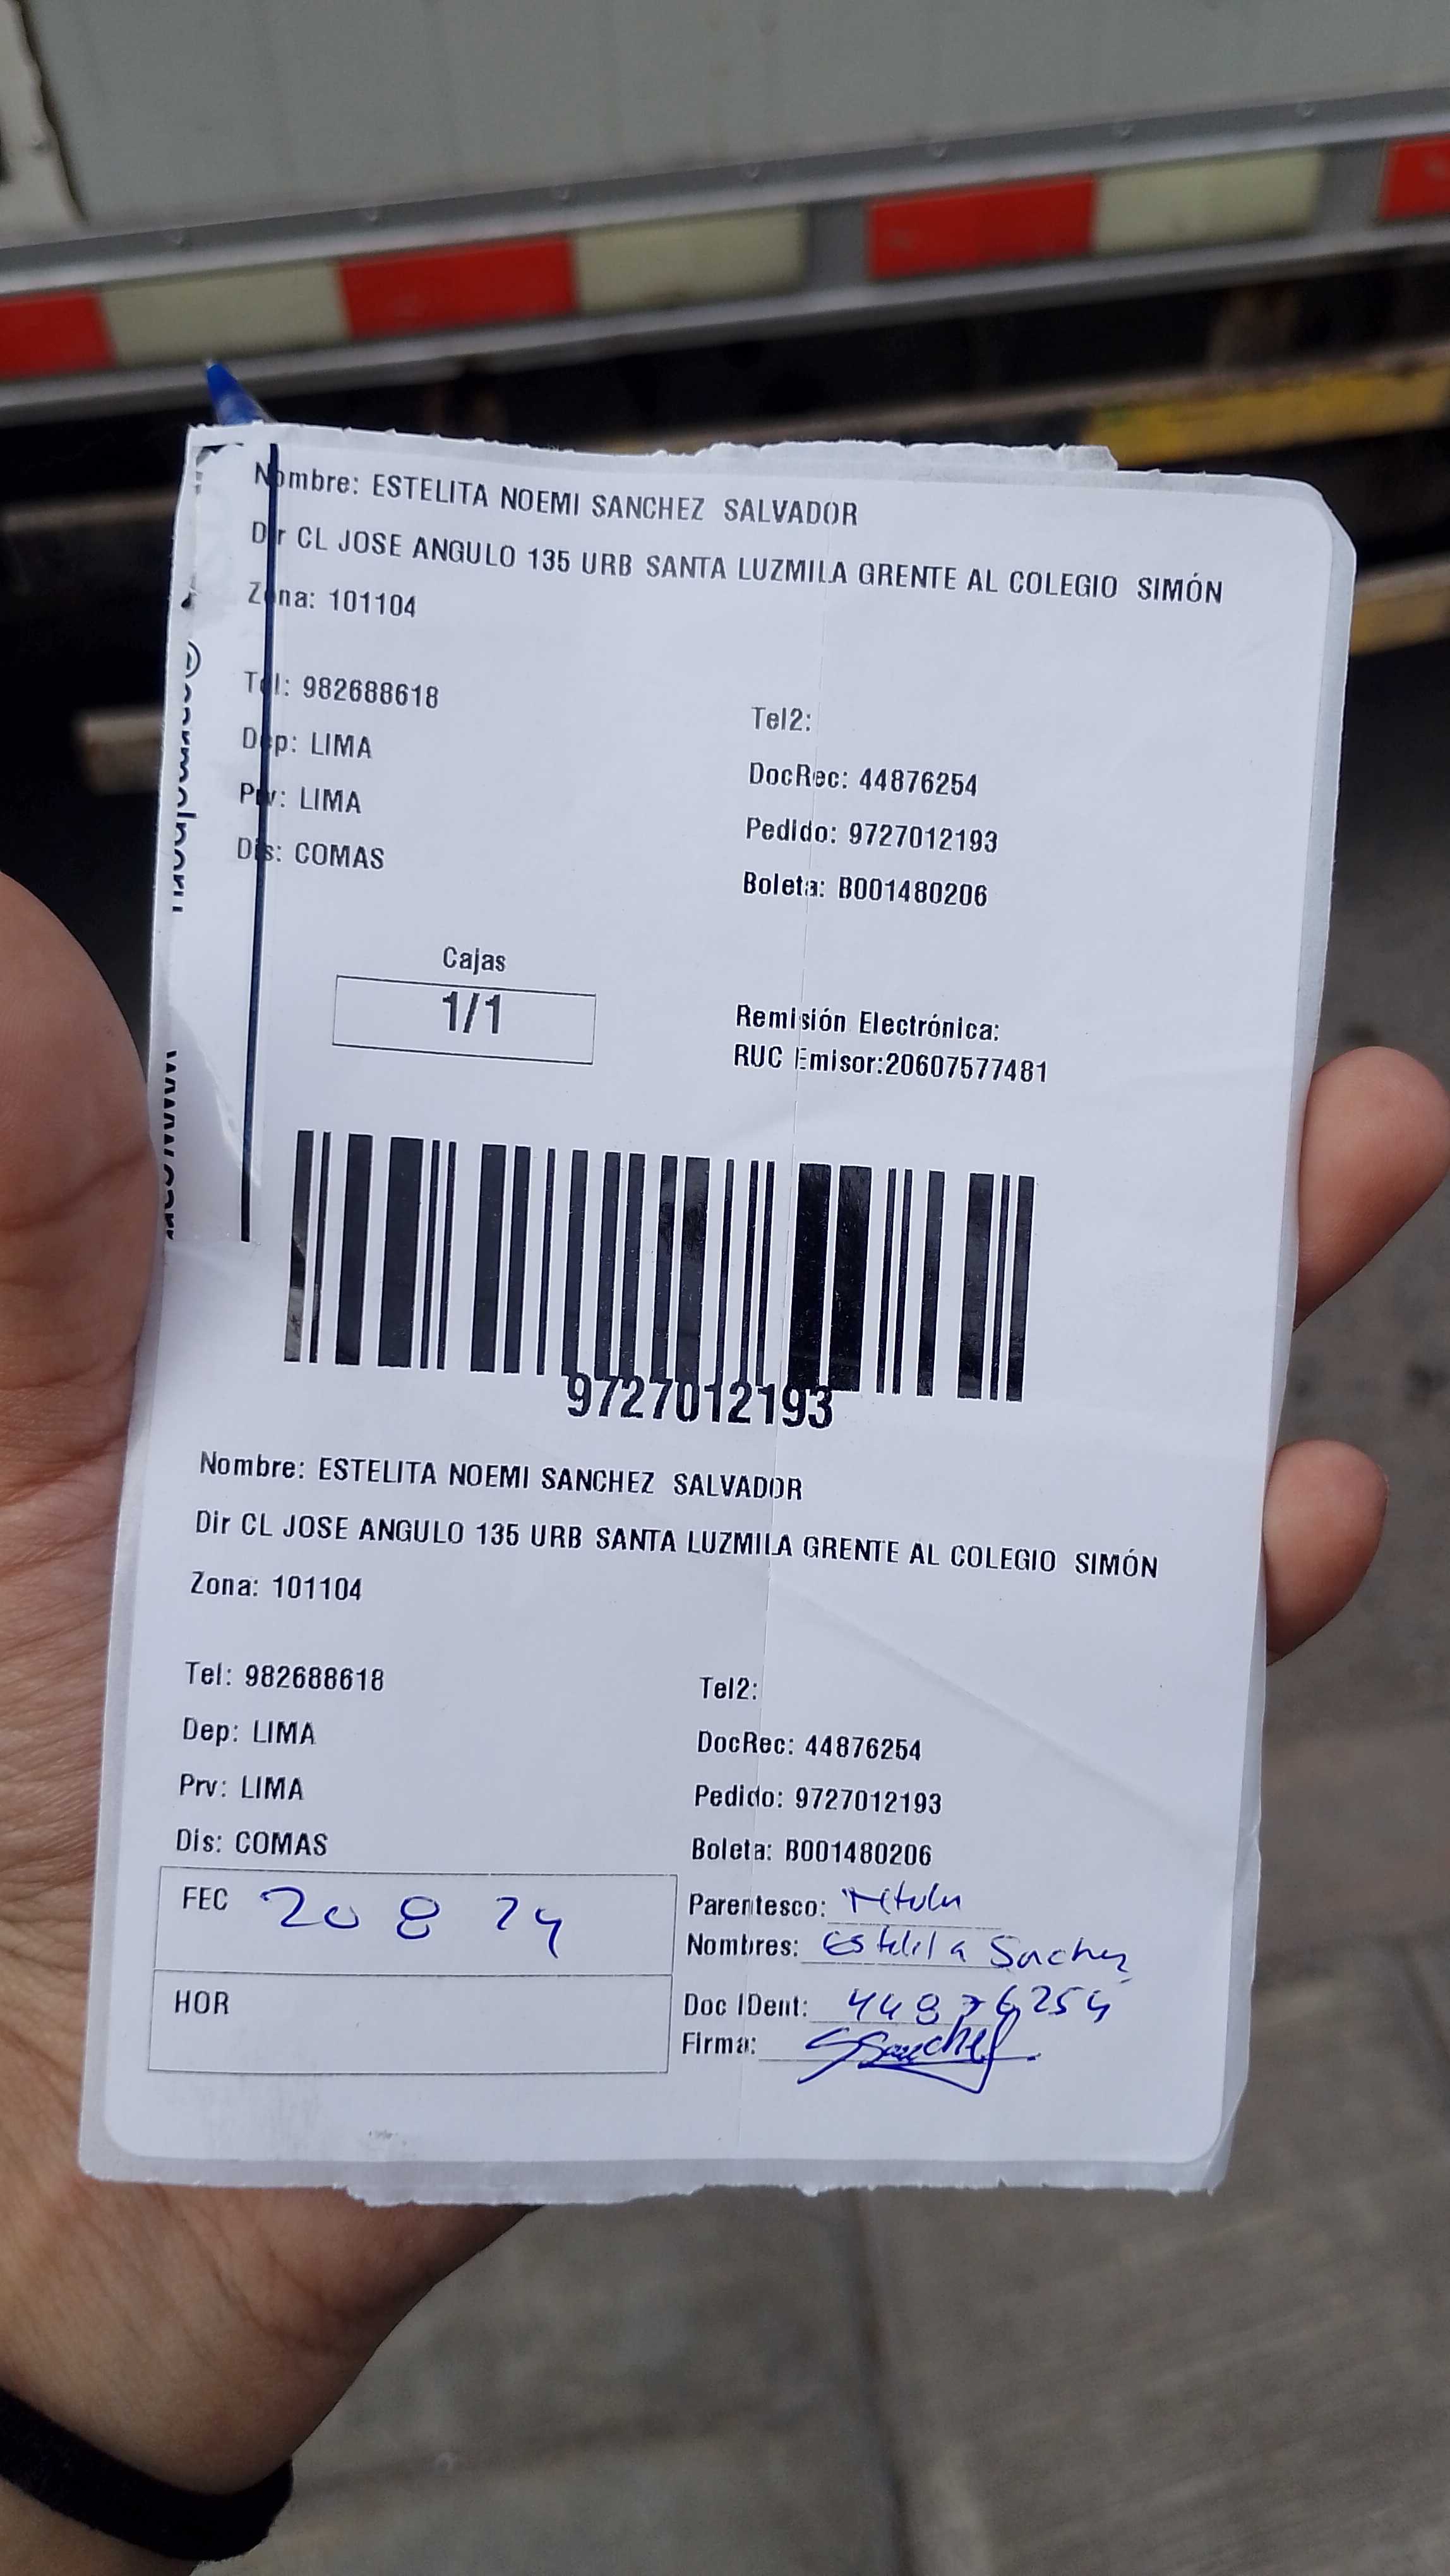 Nombre: ESTELITA NOEMI SANCHEZ SALVADOR
Dir CL JOSE ANGULO 135 URB SANTA LUZMILA GRENTE AL COLEGIO SIMÓN
Zona: 101104
Tel: 982688618
Tel2:
Dep: LIMA
DocRec: 44876254
Prv: LIMA
Pedido: 9727012193
Dis: COMAS
Boleta: B001480206
Cajas
1/1
Remisión Electrónica:
RUC Emisor:20607577481
9727012193
Nombre: ESTELITA NOEMI SANCHEZ SALVADOR
Dir CL JOSE ANGULO 135 URB SANTA LUZMILA GRENTE AL COLEGIO SIMÓN
Zona: 101104
Tel: 982688618
Tel2:
Dep: LIMA
DocRec: 44876254
Prv: LIMA
Pedido: 9727012193
Dis: COMAS
Boleta: B001480206
FEC 20 8 24
Parentesco: Titular
Nombres: Estelita Sachez
HOR
Doc IDent: 44876254
Firma: SSanchez